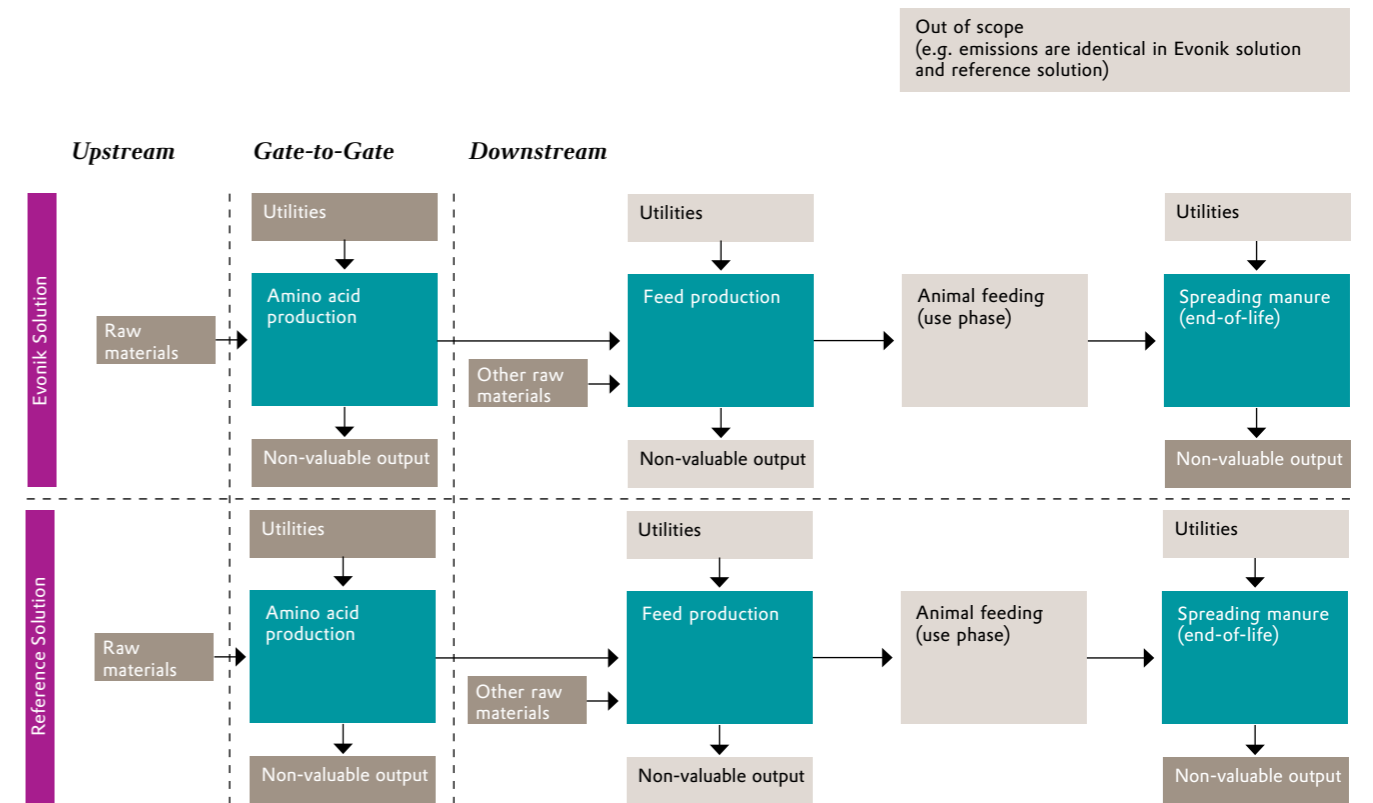 Out of scope
(e.g. emissions are identical in Evonik solution
and reference solution)
Upstream
Gate-to-Gate
Downstream
Evonik Solution
Utilities
Utilities
Utilities
Raw
materials
Amino acid
production
Other raw
materials
Feed production
Animal feeding
(use phase)
Spreading manure
(end-of-life)
Non-valuable output
Non-valuable output
Non-valuable output
Reference Solution
Utilities
Utilities
Utilities
Raw
materials
Amino acid
production
Other raw
materials
Feed production
Animal feeding
(use phase)
Spreading manure
(end-of-life)
Non-valuable output
Non-valuable output
Non-valuable output